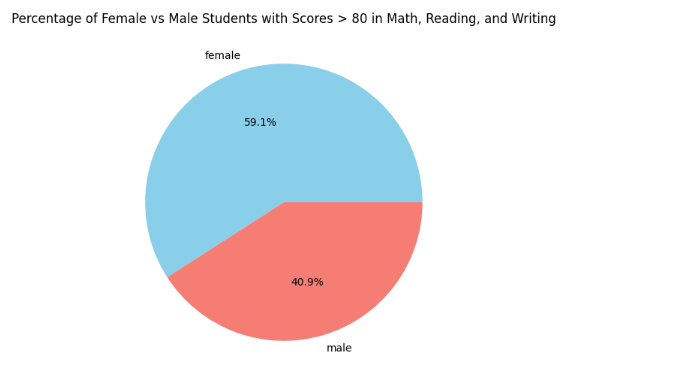 Percentage of Female vs Male Students with Scores > 80 in Math, Reading, and Writing
female
59.1%
40.9%
male